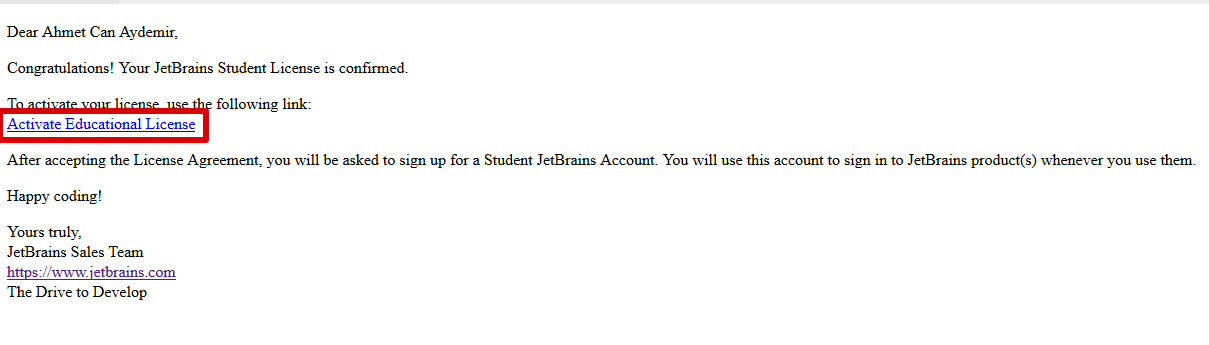 Dear Ahmet Can Aydemir,
Congratulations! Your JetBrains Student License is confirmed.
To activate your license, use the following link:
Activate Educational License
After accepting the License Agreement, you will be asked to sign up for a Student JetBrains Account. You will use this account to sign in to JetBrains product(s) whenever you use them.
Happy coding!
Yours truly,
JetBrains Sales Team
https://www.jetbrains.com
The Drive to Develop